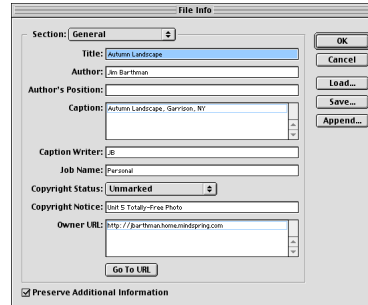 File Info
Section: General
Title: Autumn Landscape
Author: Jim Barthman
Author's Position:
Caption: Autumn Landscape, Garrison, NY
Caption Writer: JB
Job Name: Personal
Copyright Status: Unmarked
Copyright Notice: Unit 5 Totally-Free Photo
Owner URL: http://jbarthman.home.mindspring.com
Go To URL
Preserve Additional Information
OK
Cancel
Load...
Save...
Append...